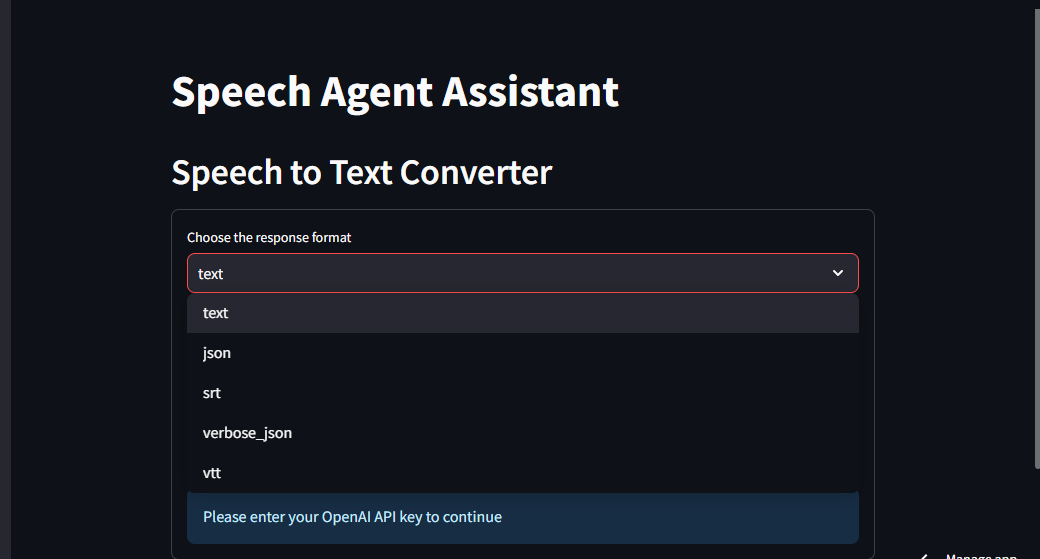 Speech Agent Assistant
Speech to Text Converter
Choose the response format
text
text
json
srt
verbose_json
vtt
Please enter your OpenAI API key to continue
Manage app